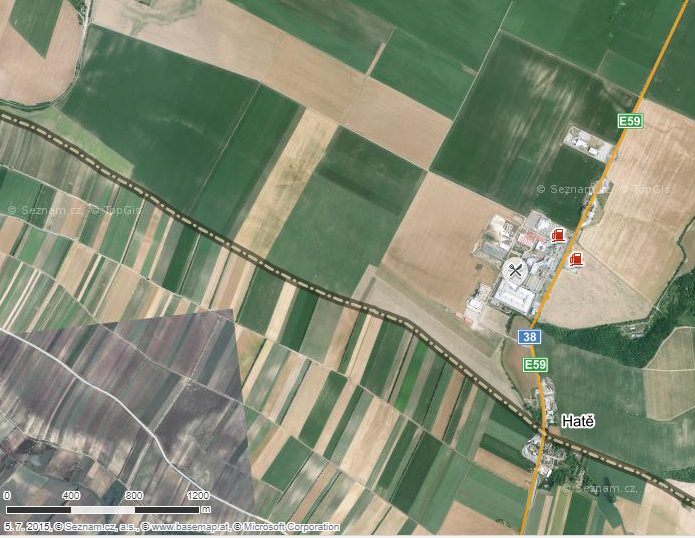 E59
© Seznam.cz, © TopGis
© Seznam.cz, © TopGis
38
E59
Hatě
© Seznam.cz,
0 400 800 1200
m
5. 7. 2015, © Seznam.cz, a.s., © www.basemap.at, © Microsoft Corporation